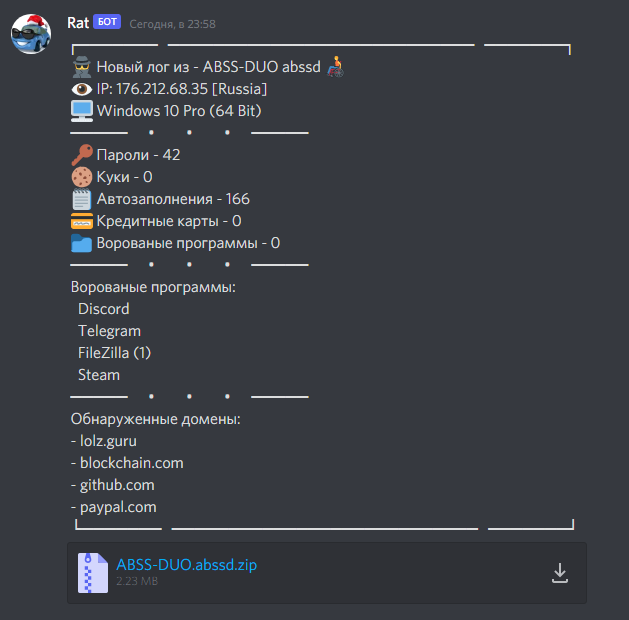 Rat БОТ Сегодня, в 23:58
Новый лог из - ABSS-DUO abssd
IP: 176.212.68.35 [Russia]
Windows 10 Pro (64 Bit)
Пароли - 42
Куки - 0
Автозаполнения - 166
Кредитные карты - 0
Ворованые программы - 0
Ворованые программы:
Discord
Telegram
FileZilla (1)
Steam
Обнаруженные домены:
- lolz.guru
- blockchain.com
- github.com
- paypal.com
ABSS-DUO.abssd.zip
2.23 MB